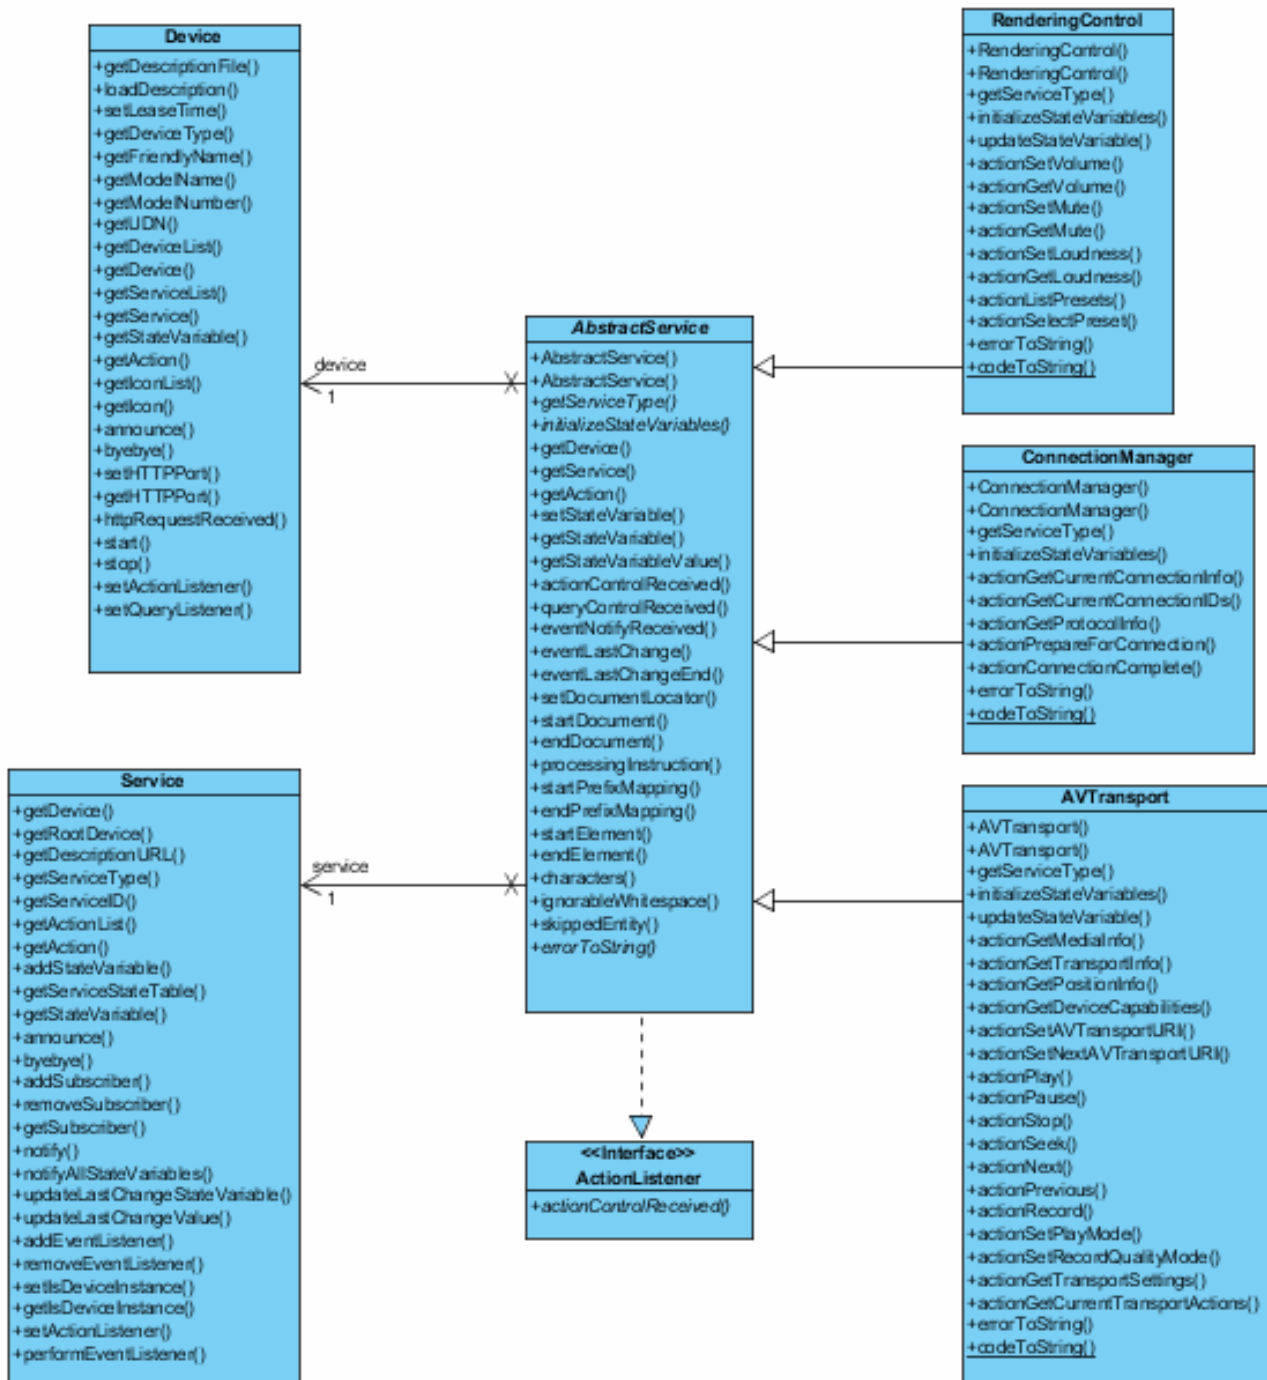 Device
+getDescriptionFile()
+loadDescription()
+setLeaseTime()
+getDeviceType()
+getFriendlyName()
+getModelName()
+getModelNumber()
+getUDN()
+getDeviceList()
+getDevice()
+getServiceList()
+getService()
+getStateVariable()
+getAction()
+getIconList()
+getIcon()
+announce()
+byebye()
+setHTTPPort()
+getHTTPPort()
+httpRequestReceived()
+start()
+stop()
+setActionListener()
+setQueryListener()
device
1
Service
+getDevice()
+getRootDevice()
+getDescriptionURL()
+getServiceType()
+getServiceID()
+getActionList()
+getAction()
+addStateVariable()
+getServiceStateTable()
+getStateVariable()
+announce()
+byebye()
+addSubscriber()
+removeSubscriber()
+getSubscriber()
+notify()
+notifyAllStateVariables()
+updateLastChangeStateVariable()
+updateLastChangeValue()
+addEventListener()
+removeEventListener()
+setIsDeviceInstance()
+getIsDeviceInstance()
+setActionListener()
+performEventListener()
service
1
AbstractService
+AbstractService()
+AbstractService()
+getServiceType()
+initializeStateVariables()
+getDevice()
+getService()
+getAction()
+setStateVariable()
+getStateVariable()
+getStateVariableValue()
+actionControlReceived()
+queryControlReceived()
+eventNotifyReceived()
+eventLastChange()
+eventLastChangeEnd()
+setDocumentLocator()
+startDocument()
+endDocument()
+processingInstruction()
+startPrefixMapping()
+endPrefixMapping()
+startElement()
+endElement()
+characters()
+ignorableWhitespace()
+skippedEntity()
+errorToString()
<<Interface>>
ActionListener
+actionControlReceived()
RenderingControl
+RenderingControl()
+RenderingControl()
+getServiceType()
+initializeStateVariables()
+updateStateVariable()
+actionSetVolume()
+actionGetVolume()
+actionSetMute()
+actionGetMute()
+actionSetLoudness()
+actionGetLoudness()
+actionListPresets()
+actionSelectPreset()
+errorToString()
+codeToString()
ConnectionManager
+ConnectionManager()
+ConnectionManager()
+getServiceType()
+initializeStateVariables()
+actionGetCurrentConnectionInfo()
+actionGetCurrentConnectionIDs()
+actionGetProtocolInfo()
+actionPrepareForConnection()
+actionConnectionComplete()
+errorToString()
+codeToString()
AVTransport
+AVTransport()
+AVTransport()
+getServiceType()
+initializeStateVariables()
+updateStateVariable()
+actionGetMediaInfo()
+actionGetTransportInfo()
+actionGetPositionInfo()
+actionGetDeviceCapabilities()
+actionSetAVTransportURI()
+actionSetNextAVTransportURI()
+actionPlay()
+actionPause()
+actionStop()
+actionSeek()
+actionNext()
+actionPrevious()
+actionRecord()
+actionSetPlayMode()
+actionSetRecordQualityMode()
+actionGetTransportSettings()
+actionGetCurrentTransportActions()
+errorToString()
+codeToString()